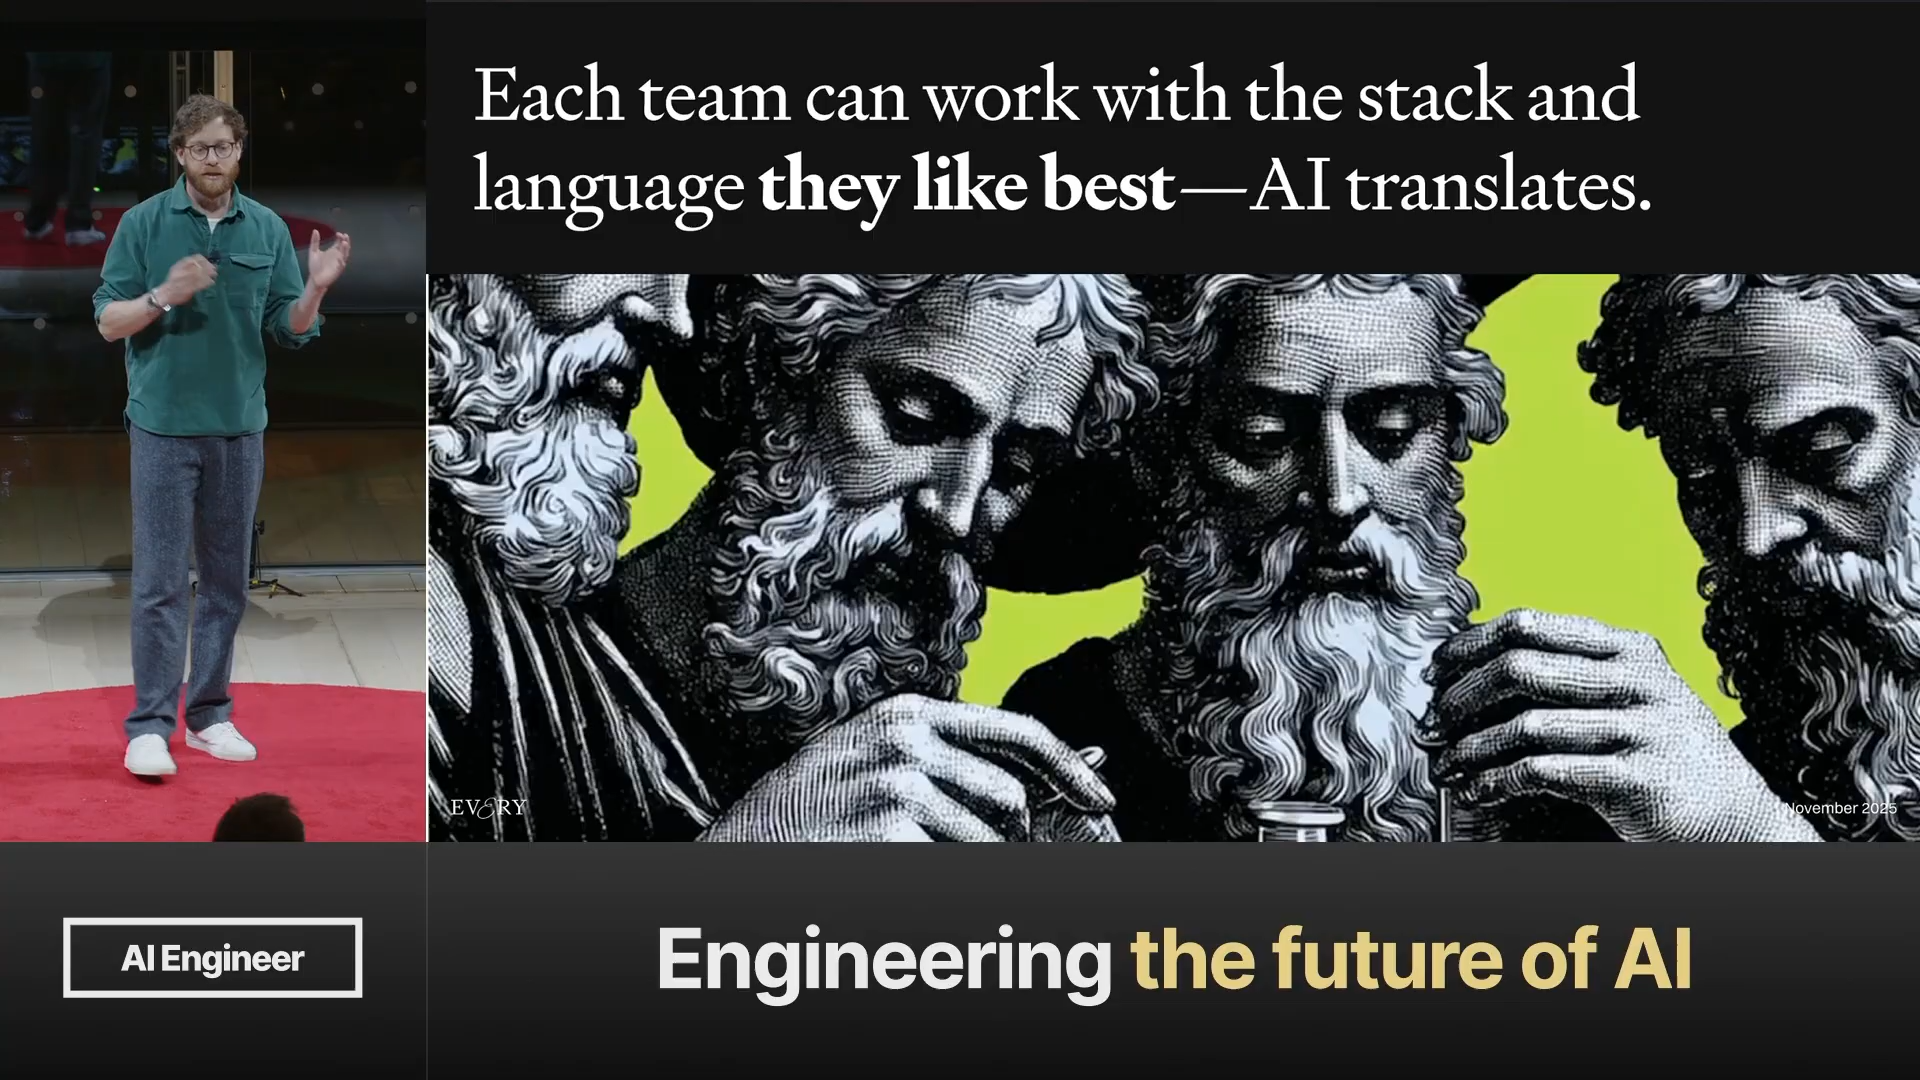 Each team can work with the stack and
language they like best—AI translates.
EVERY
November 2025
AI Engineer
Engineering the future of AI